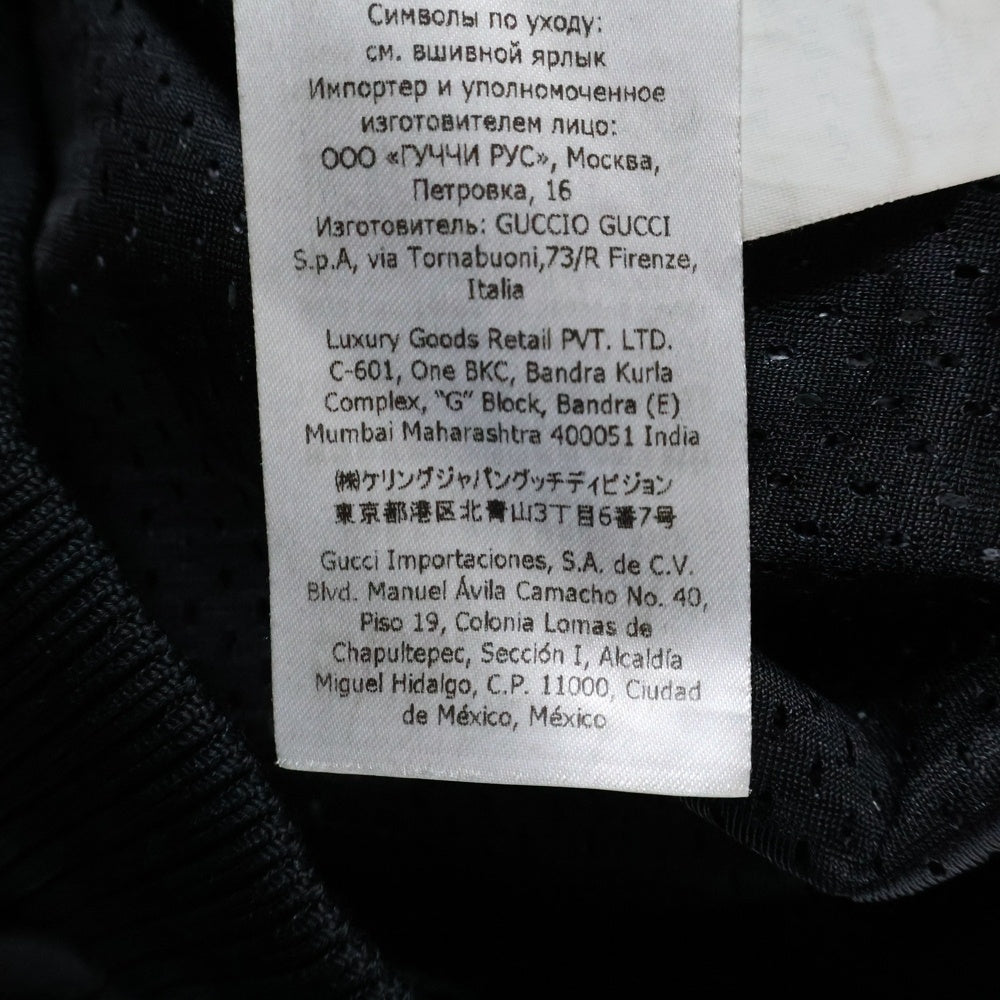 Символы по уходу:
см. вшивной ярлык
Импортер и уполномоченное
изготовителем лицо:
ООО «ГУЧЧИ РУС», Москва,
Петровка, 16
Изготовитель: GUCCIO GUCCI
S.p.A, via Tornabuoni,73/R Firenze,
Italia
Luxury Goods Retail PVT. LTD.
C-601, One BKC, Bandra Kurla
Complex, "G" Block, Bandra (E)
Mumbai Maharashtra 400051 India
㈱ケリングジャパングッチディビジョン
東京都港区北青山3丁目6番7号
Gucci Importaciones, S.A. de C.V.
Blvd. Manuel Ávila Camacho No. 40,
Piso 19, Colonia Lomas de
Chapultepec, Sección I, Alcaldía
Miguel Hidalgo, C.P. 11000, Ciudad
de México, México